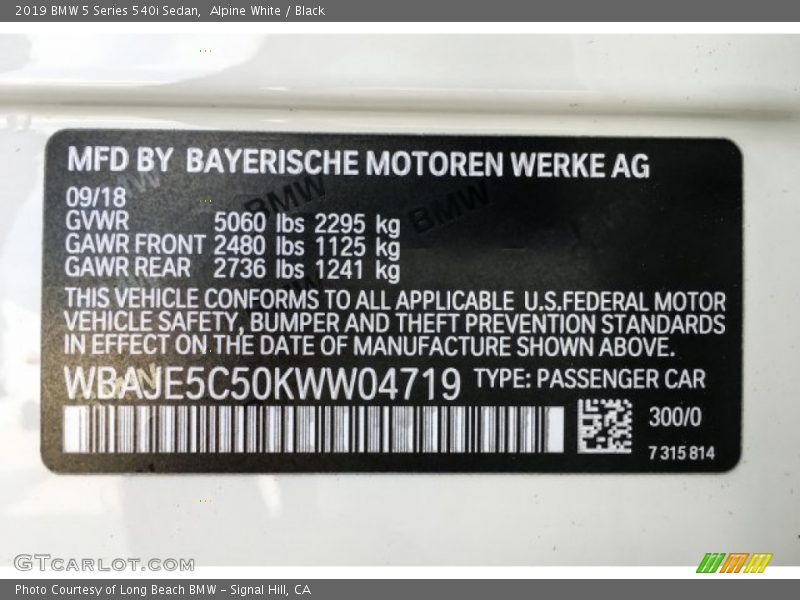 2019 BMW 5 Series 540i Sedan, Alpine White / Black
MFD BY BAYERISCHE MOTOREN WERKE AG
09/18
GVWR 5060 lbs 2295 kg
GAWR FRONT 2480 lbs 1125 kg
GAWR REAR 2736 lbs 1241 kg
THIS VEHICLE CONFORMS TO ALL APPLICABLE U.S.FEDERAL MOTOR
VEHICLE SAFETY, BUMPER AND THEFT PREVENTION STANDARDS
IN EFFECT ON THE DATE OF MANUFACTURE SHOWN ABOVE.
WBAJE5C50KWW04719 TYPE: PASSENGER CAR
300/0
7 315 814
GTCARLOT.COM
Photo Courtesy of Long Beach BMW - Signal Hill, CA